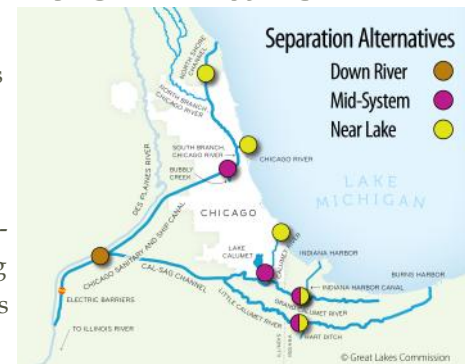 Separation Alternatives
Down River
Mid-System
Near Lake
NORTH SHORE
CHANNEL
NORTH BRANCH,
CHICAGO RIVER
SOUTH BRANCH,
CHICAGO RIVER
BUBBLY
CREEK
CHICAGO RIVER
DES PLAINES RIVER
CHICAGO SANITARY AND SHIP CANAL
CHICAGO
LAKE
MICHIGAN
LAKE
CALUMET
CALUMET RIVER
INDIANA HARBOR
INDIANA HARBOR CANAL
BURNS HARBOR
CAL-SAG CHANNEL
GRAND CALUMET RIVER
LITTLE CALUMET RIVER
HART DITCH
ELECTRIC BARRIERS
TO ILLINOIS RIVER
ILLINOIS
INDIANA
© Great Lakes Commission
s
-
g
s